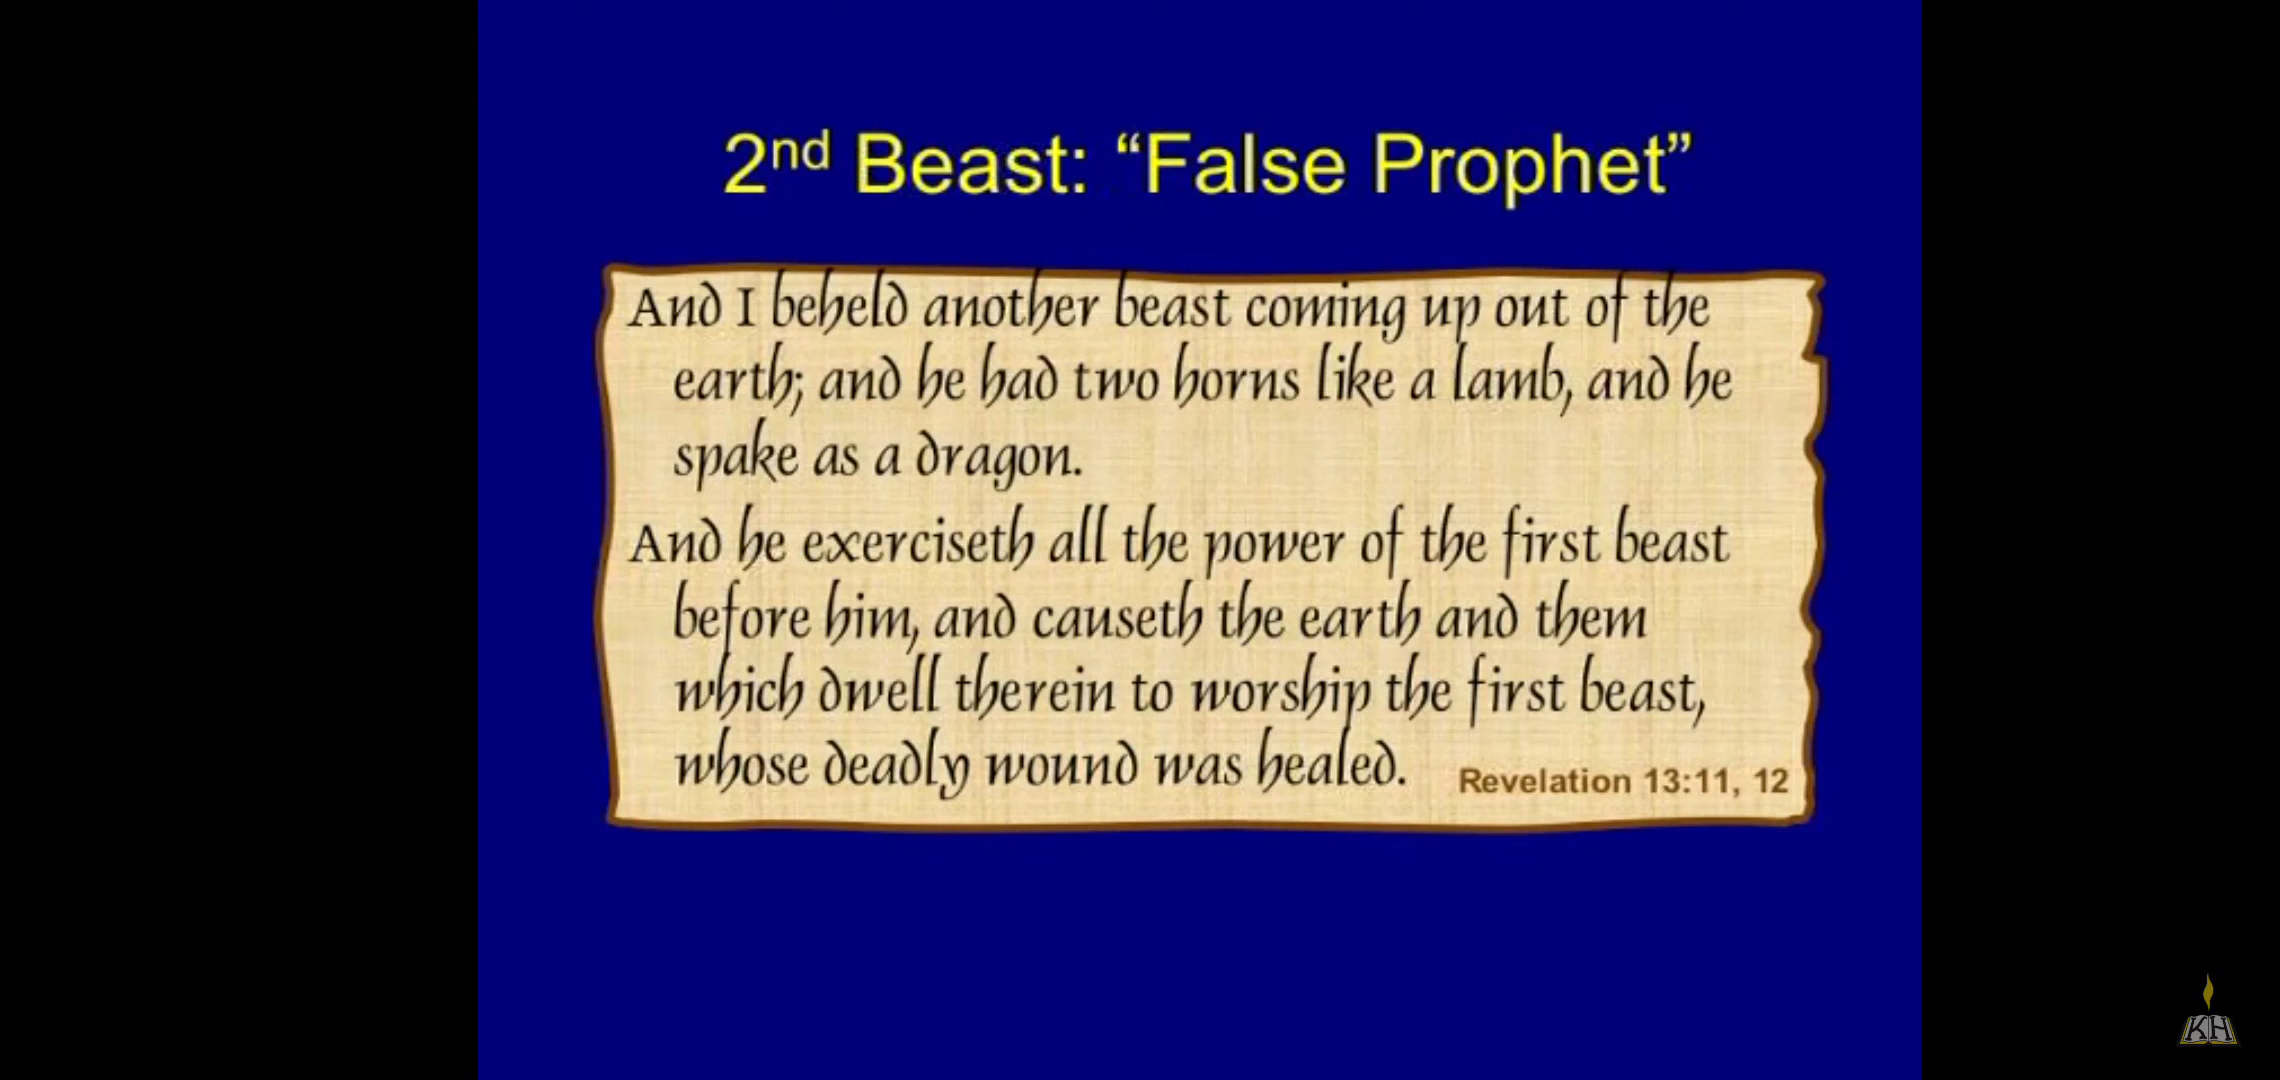 2nd Beast: “False Prophet”
And I beheld another beast coming up out of the
earth; and he had two horns like a lamb, and he
spake as a dragon.
And he exerciseth all the power of the first beast
before him, and causeth the earth and them
which dwell therein to worship the first beast,
whose deadly wound was healed.
Revelation 13:11, 12
KH